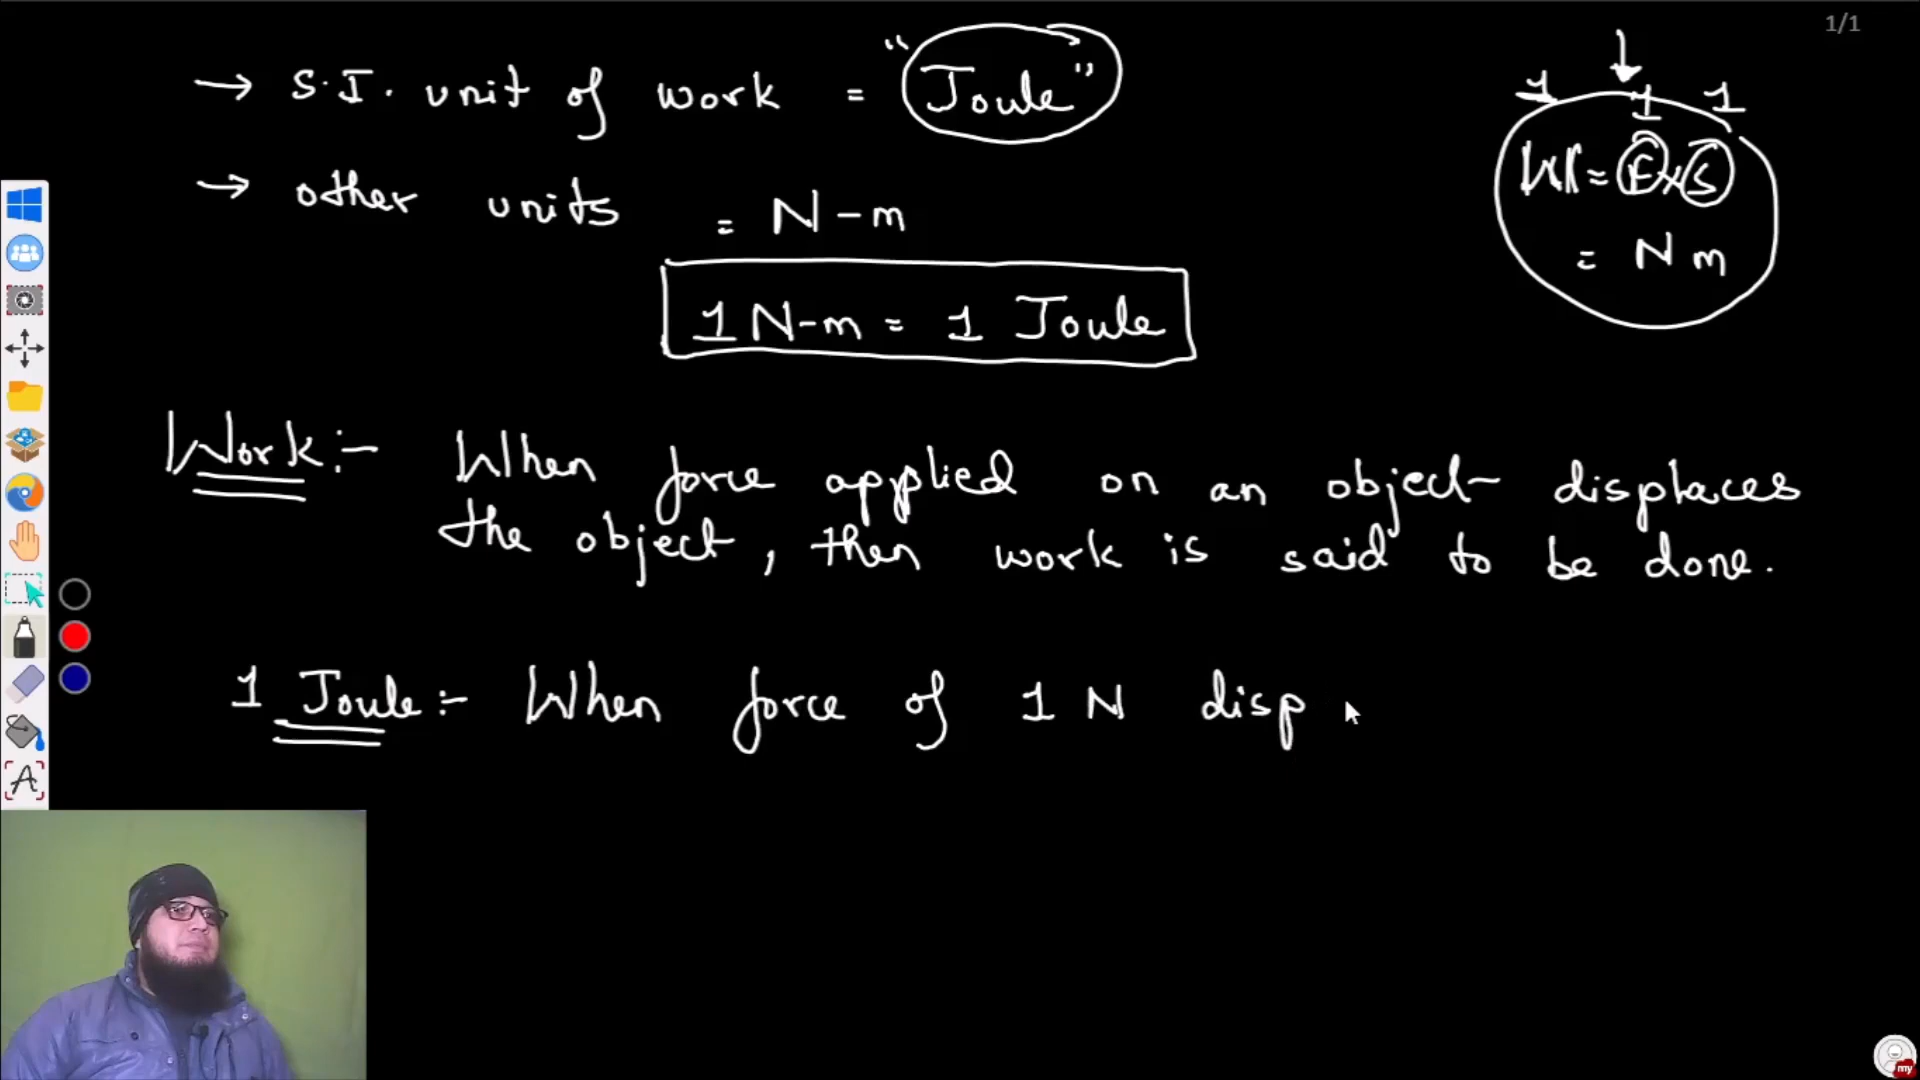 1/1
→ S.I. unit of work = "Joule"
→ other units = N-m
1 N-m = 1 Joule
1 1 1
W = F×S
= N m
Work:- When force applied on an object displaces
the object, then work is said to be done.
1 Joule:- When force of 1 N disp
A
my